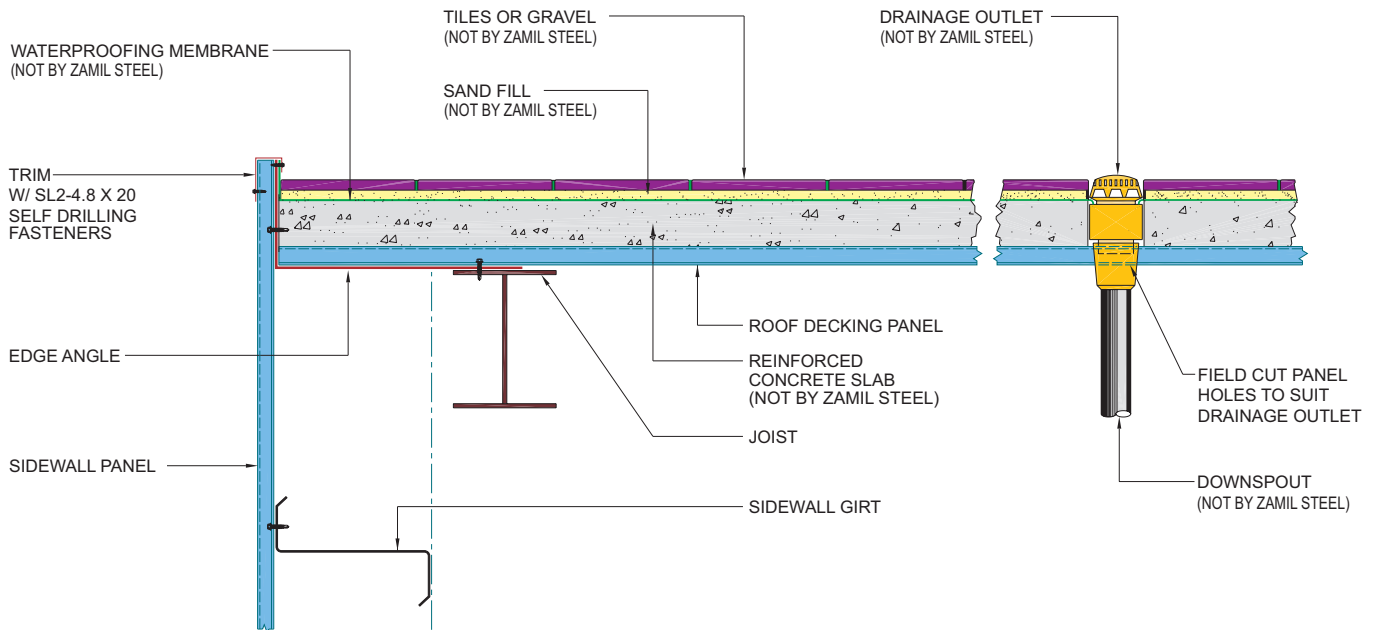 TILES OR GRAVEL
(NOT BY ZAMIL STEEL)
DRAINAGE OUTLET
(NOT BY ZAMIL STEEL)
WATERPROOFING MEMBRANE
(NOT BY ZAMIL STEEL)
SAND FILL
(NOT BY ZAMIL STEEL)
TRIM
W/ SL2-4.8 X 20
SELF DRILLING
FASTENERS
EDGE ANGLE
ROOF DECKING PANEL
REINFORCED
CONCRETE SLAB
(NOT BY ZAMIL STEEL)
FIELD CUT PANEL
HOLES TO SUIT
DRAINAGE OUTLET
JOIST
SIDEWALL PANEL
DOWNSPOUT
(NOT BY ZAMIL STEEL)
SIDEWALL GIRT